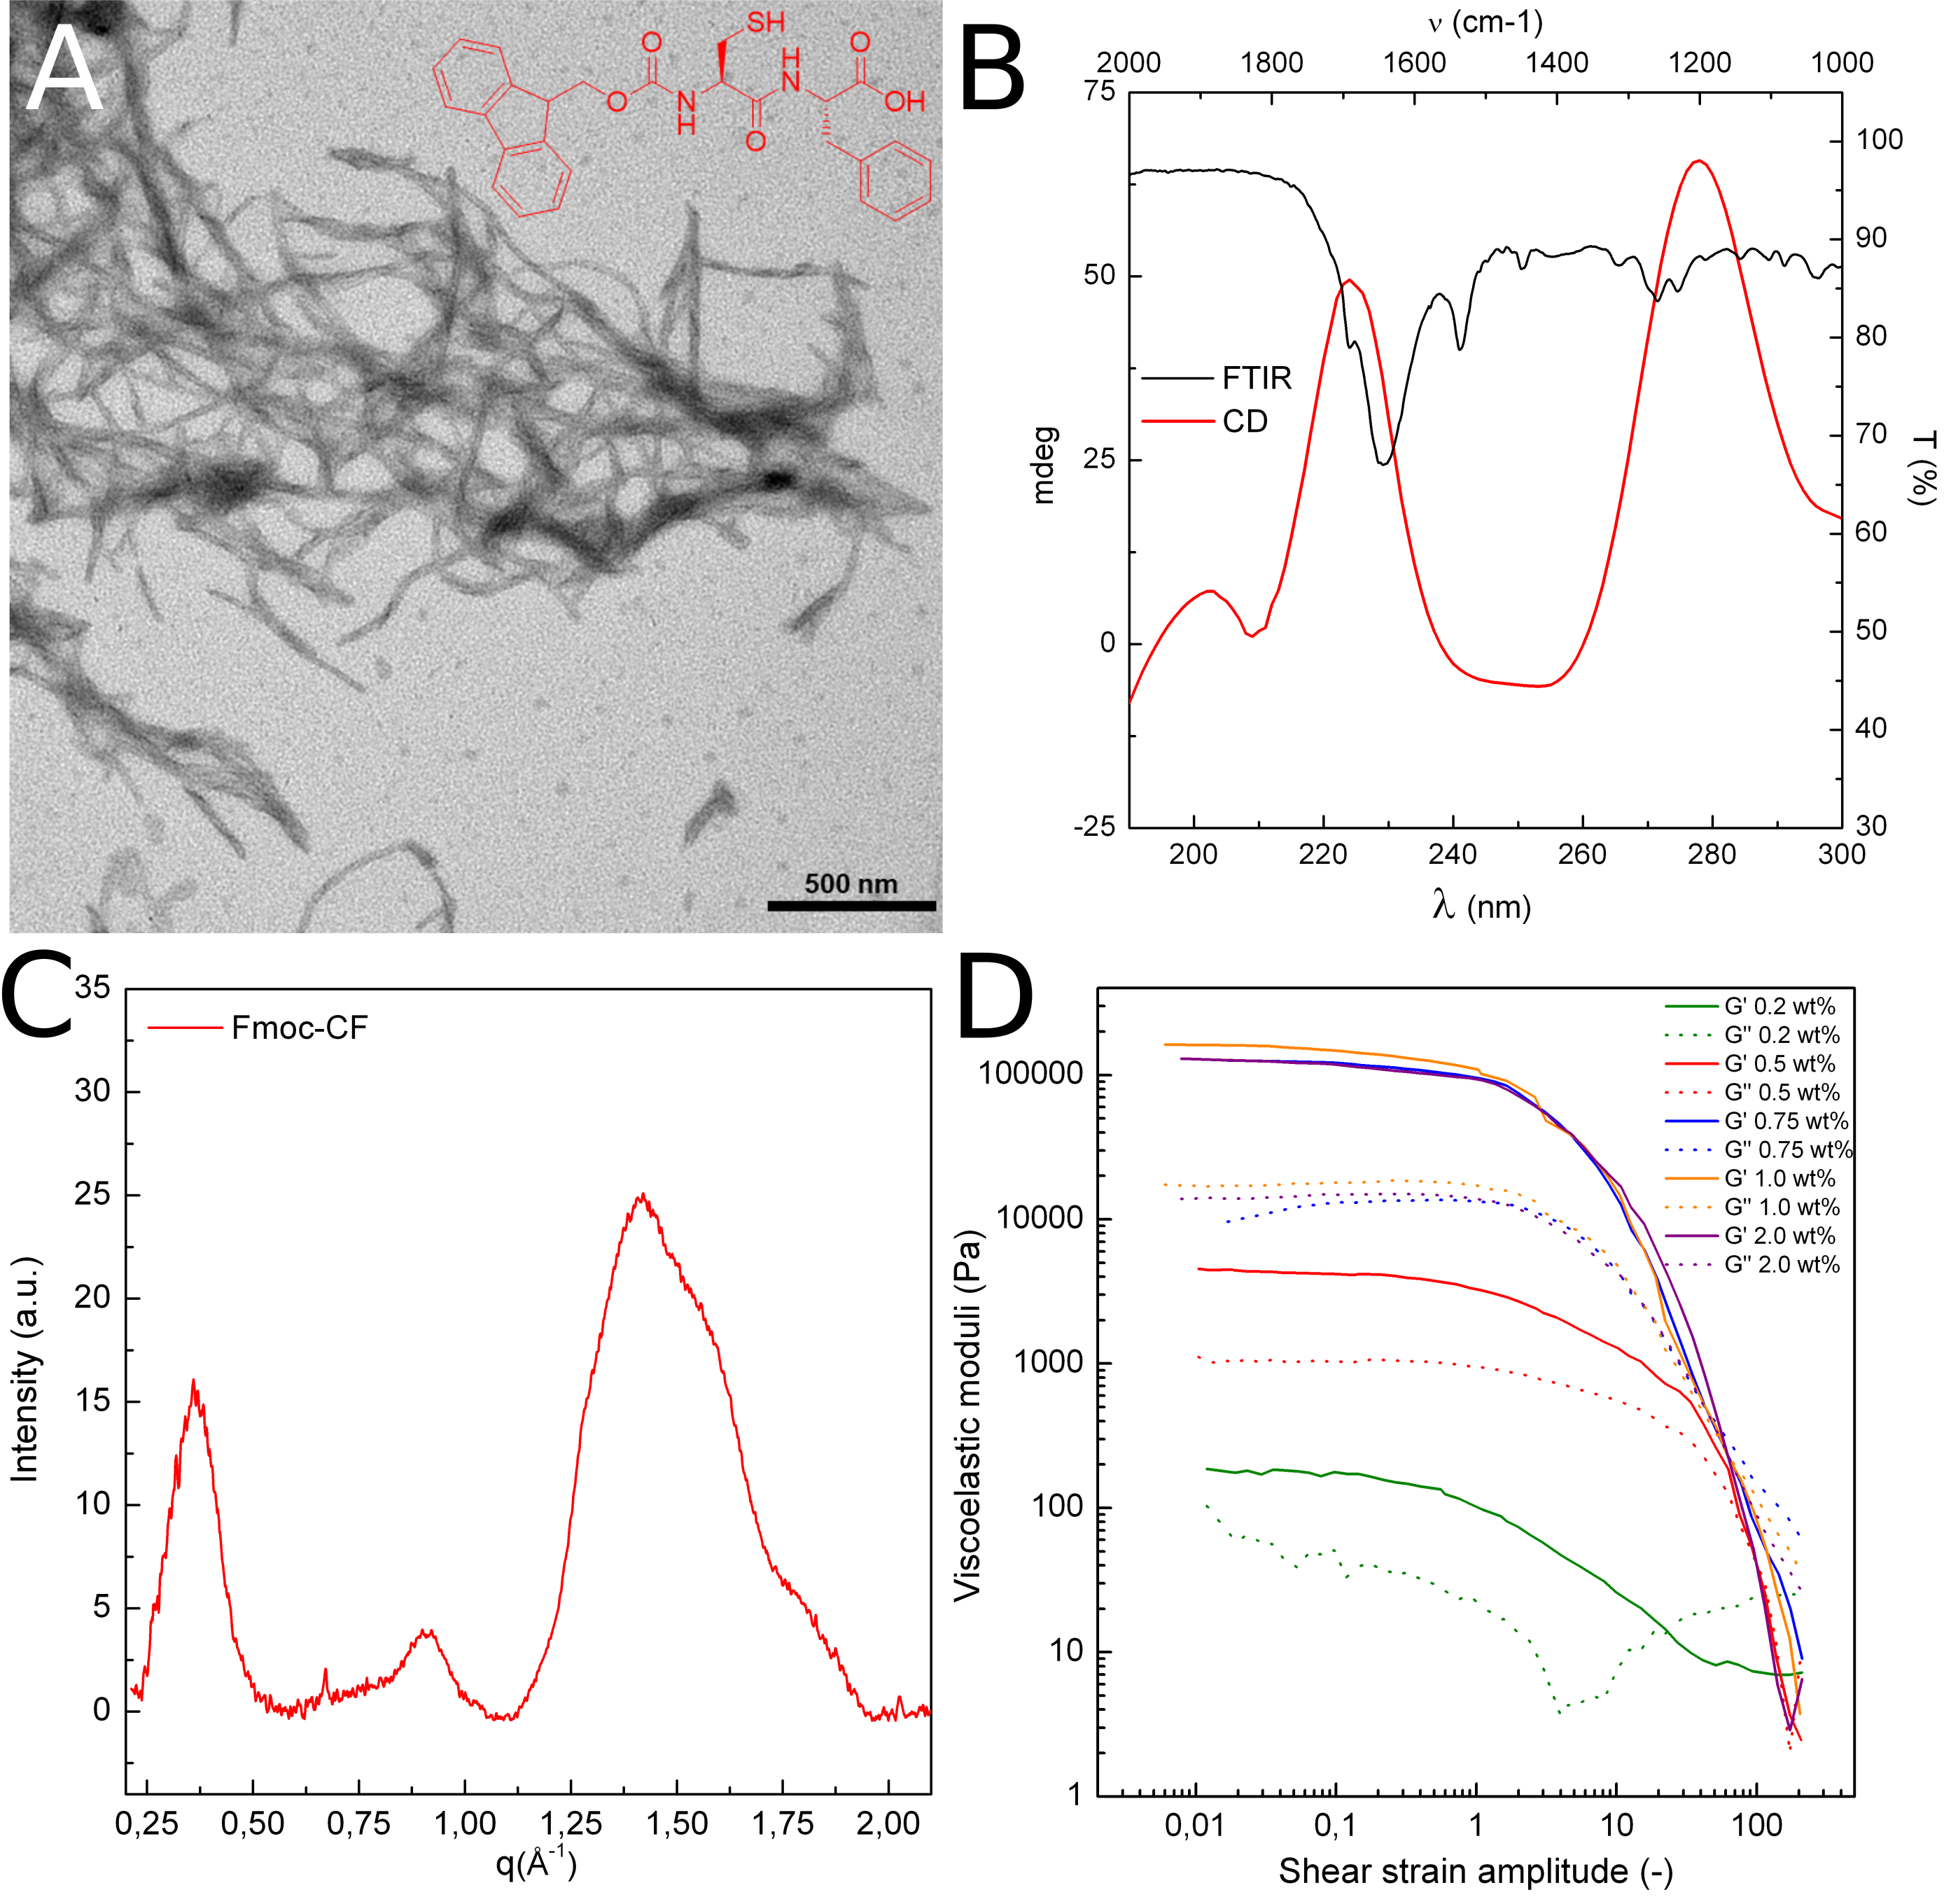 A
SH
O
O
N
H
H
N
O
O
OH
500 nm
B
ν (cm-1)
2000 1800 1600 1400 1200 1000
75
50
25
0
-25
mdeg
FTIR
CD
100
90
80
70
60
50
40
30
T (%)
200 220 240 260 280 300
λ (nm)
C
35
30
25
20
15
10
5
0
Intensity (a.u.)
Fmoc-CF
0,25 0,50 0,75 1,00 1,25 1,50 1,75 2,00
q(Å-1)
D
100000
10000
1000
100
10
1
Viscoelastic moduli (Pa)
G' 0.2 wt%
G'' 0.2 wt%
G' 0.5 wt%
G'' 0.5 wt%
G' 0.75 wt%
G'' 0.75 wt%
G' 1.0 wt%
G'' 1.0 wt%
G' 2.0 wt%
G'' 2.0 wt%
0,01 0,1 1 10 100
Shear strain amplitude (-)